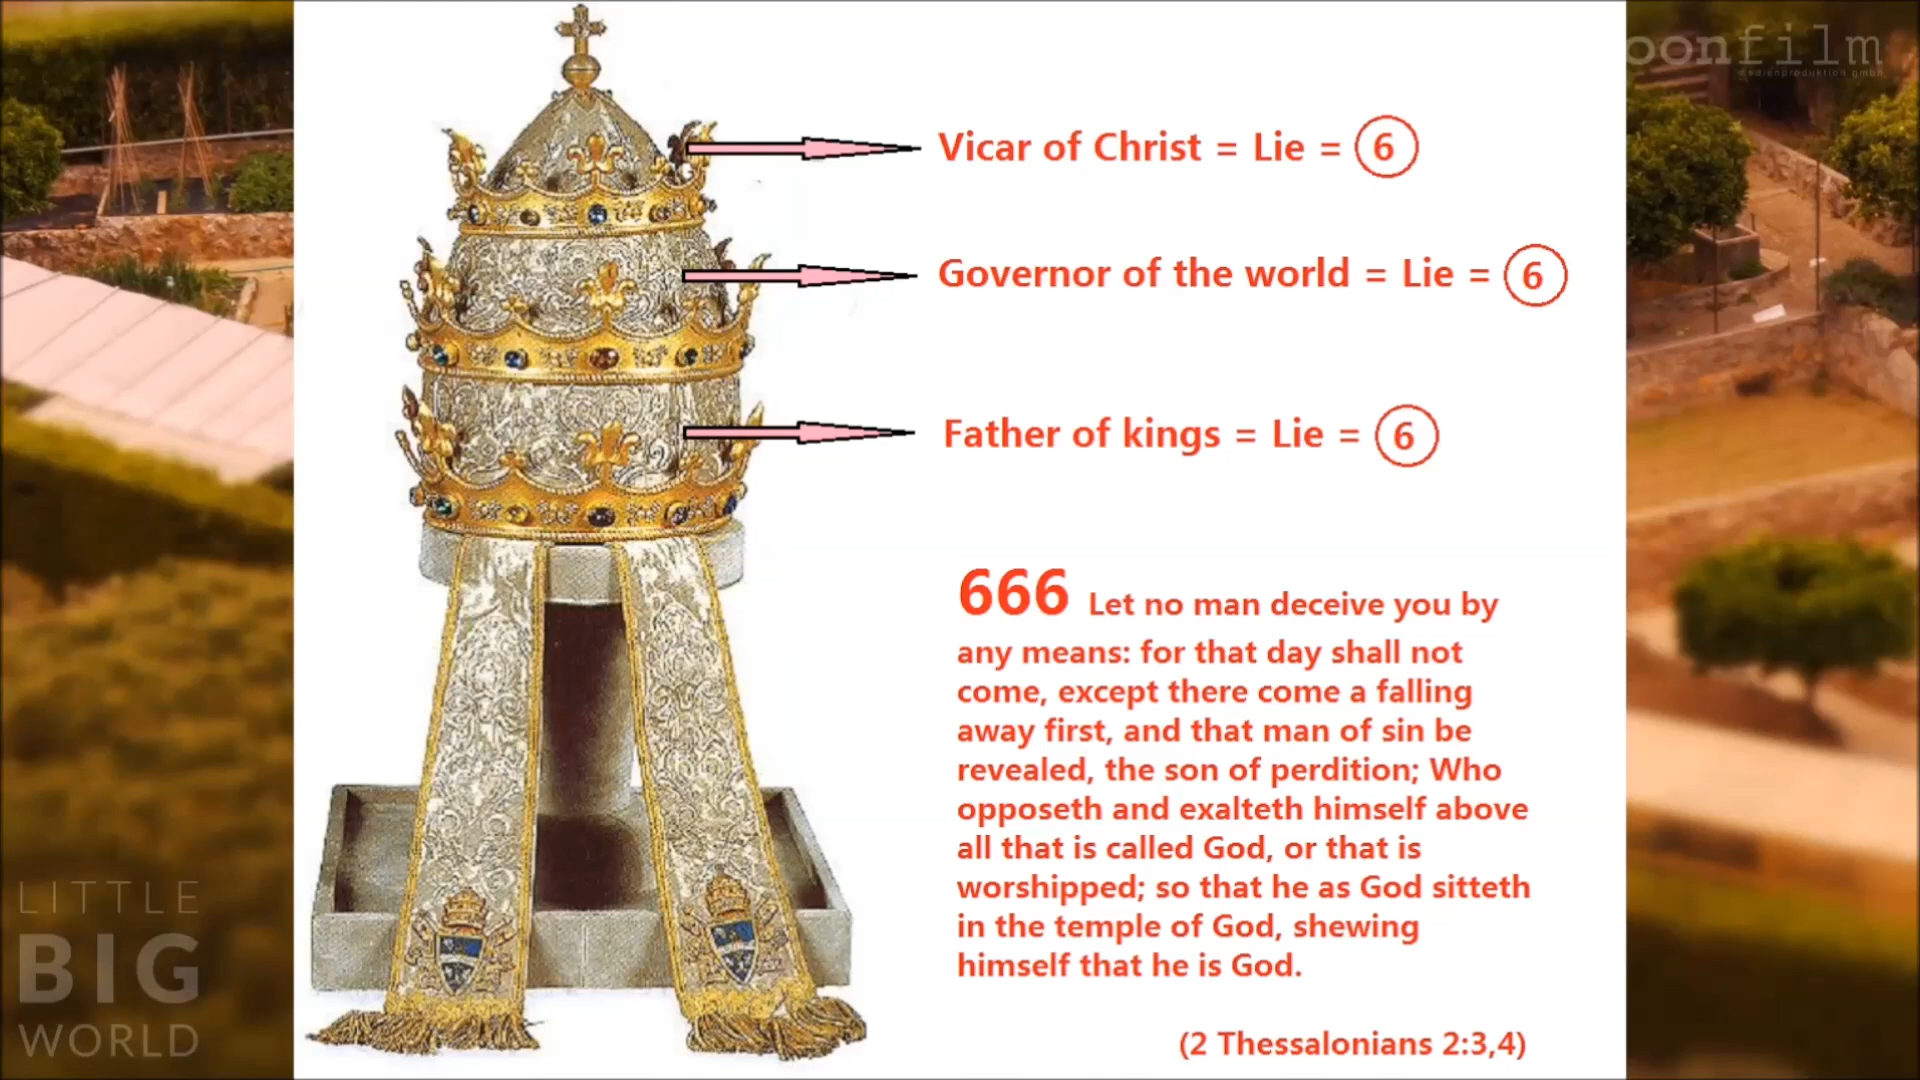 oonfilm
medienproduktion gmbh
Vicar of Christ = Lie = 6
Governor of the world = Lie = 6
Father of kings = Lie = 6
666 Let no man deceive you by
any means: for that day shall not
come, except there come a falling
away first, and that man of sin be
revealed, the son of perdition; Who
opposeth and exalteth himself above
all that is called God, or that is
worshipped; so that he as God sitteth
in the temple of God, shewing
himself that he is God.
(2 Thessalonians 2:3,4)
LITTLE
BIG
WORLD